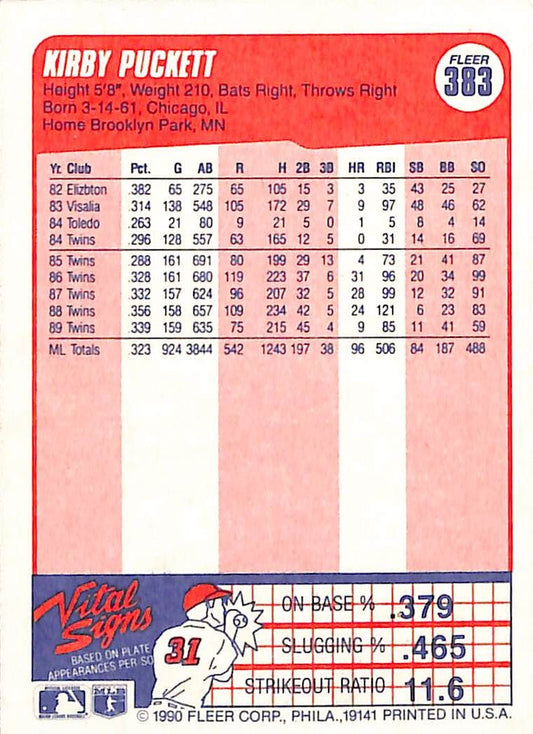 KIRBY PUCKETT
FLEER
383
Height 5'8", Weight 210, Bats Right, Throws Right
Born 3-14-61, Chicago, IL
Home Brooklyn Park, MN
Yr. Club Pct. G AB R H 2B 3B HR RBI SB BB SO
82 Elizbton .382 65 275 65 105 15 3 3 35 43 25 27
83 Visalia .314 138 548 105 172 29 7 9 97 48 46 62
84 Toledo .263 21 80 9 21 5 0 1 5 8 4 14
84 Twins .296 128 557 63 165 12 5 0 31 14 16 69
85 Twins .288 161 691 80 199 29 13 4 73 21 41 87
86 Twins .328 161 680 119 223 37 6 31 96 20 34 99
87 Twins .332 157 624 96 207 32 5 28 99 12 32 91
88 Twins .356 158 657 109 234 42 5 24 121 6 23 83
89 Twins .339 159 635 75 215 45 4 9 85 11 41 59
ML Totals .323 924 3844 542 1243 197 38 96 506 84 187 488
Vital
Signs
BASED ON PLATE
APPEARANCES PER SO
31
ON-BASE % .379
SLUGGING % .465
STRIKEOUT RATIO 11.6
MLB
© 1990 FLEER CORP., PHILA., 19141 PRINTED IN U.S.A.